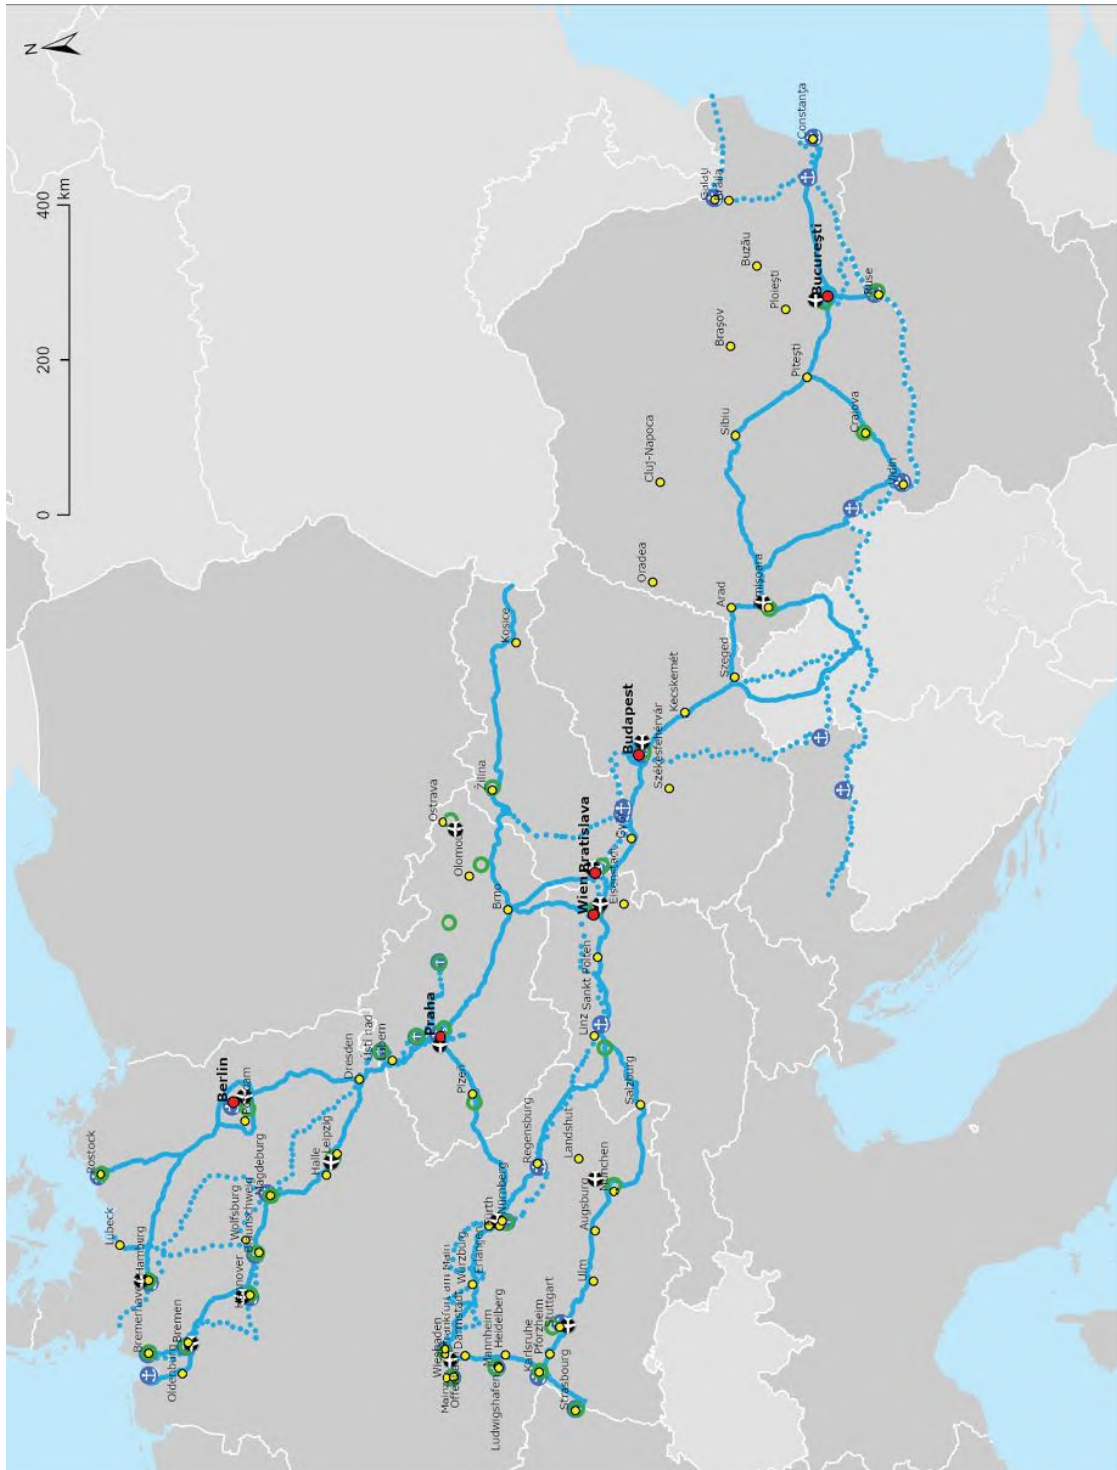 N
0
200
400
km
Rostock
Lübeck
Hamburg
Bremerhaven
Bremen
Oldenburg
Berlin
Potsdam
Wolfsburg
Braunschweig
Magdeburg
Hannover
Halle
Leipzig
Dresden
Ústí nad
Labem
Praha
Plzen
Ostrava
Olomouc
Brno
Žilina
Kosice
Wiesbaden
Mainz
Frankfurt am Main
Darmstadt
Würzburg
Erlangen
Fürth
Nürnberg
Mannheim
Heidelberg
Ludwigshafen
Karlsruhe
Pforzheim
Stuttgart
Strasbourg
Ulm
Augsburg
München
Landshut
Regensburg
Salzburg
Linz
Sankt Pölten
Wien
Bratislava
Eisenstadt
Győr
Budapest
Székesfehérvár
Kecskemét
Szeged
Arad
Timișoara
Oradea
Cluj-Napoca
Sibiu
Brașov
Pitești
Ploiești
Buzău
București
Craiova
Vidin
Ruse
Galați
Brăila
Constanța